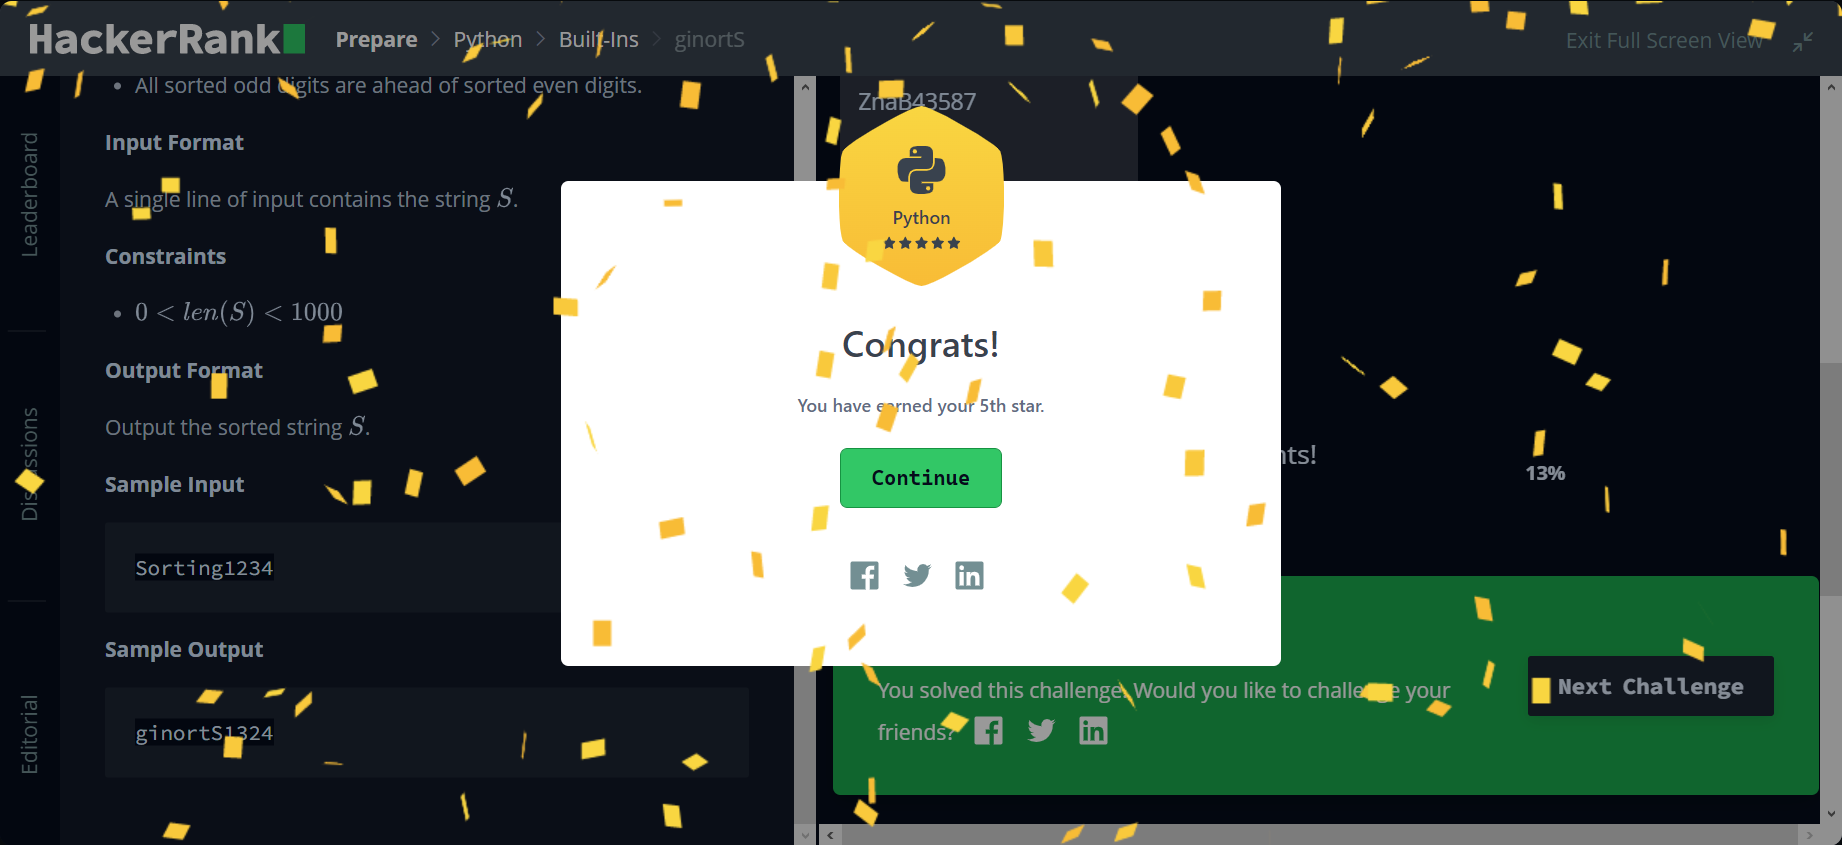 HackerRank
Prepare > Python > Built-Ins > ginortS
Exit Full Screen View
Leaderboard
Discussions
Editorial
• All sorted odd digits are ahead of sorted even digits.
Input Format
A single line of input contains the string S.
Constraints
• 0 < len(S) < 1000
Output Format
Output the sorted string S.
Sample Input
Sorting1234
Sample Output
ginortS1324
ZnaB43587
Python
★★★★★
Congrats!
You have earned your 5th star.
Continue
nts!
13%
You solved this challenge. Would you like to challenge your
friends?
Next Challenge